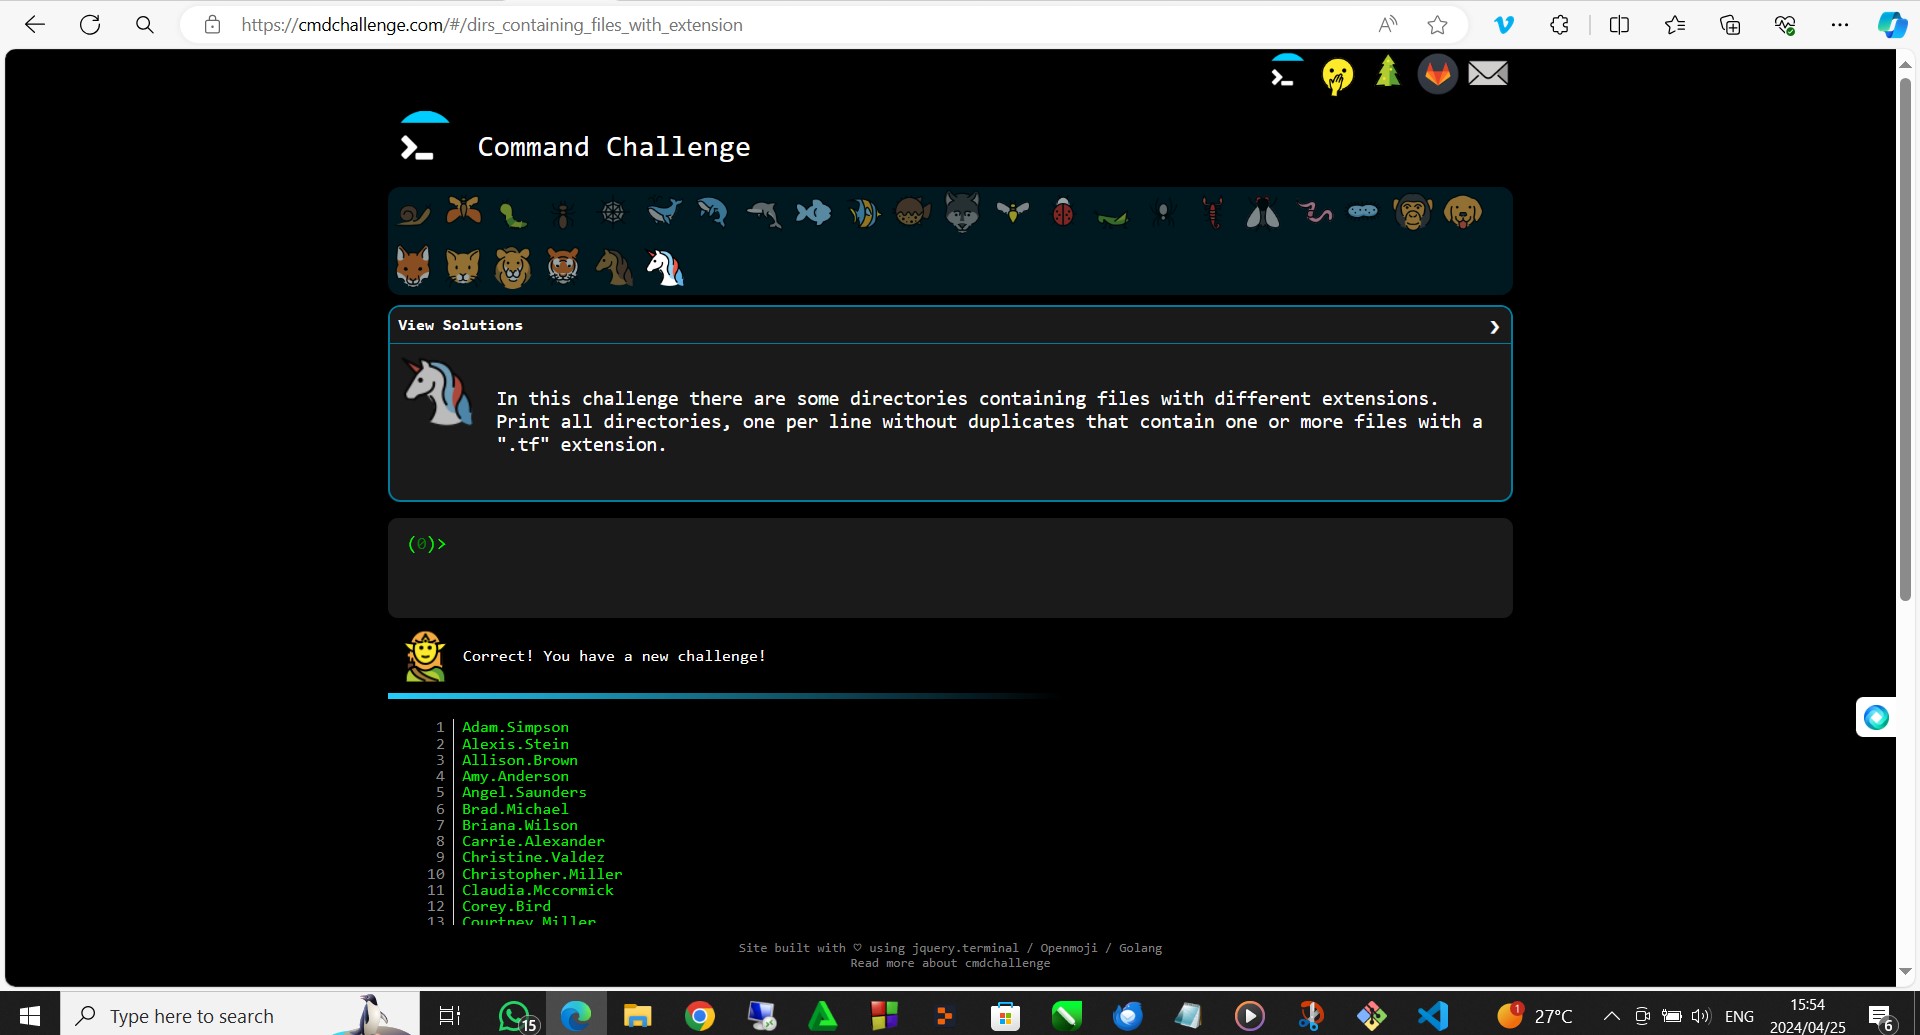 https://cmdchallenge.com/#/dirs_containing_files_with_extension
Command Challenge
View Solutions
In this challenge there are some directories containing files with different extensions.
Print all directories, one per line without duplicates that contain one or more files with a
".tf" extension.
(0)>
Correct! You have a new challenge!
1 Adam.Simpson
2 Alexis.Stein
3 Allison.Brown
4 Amy.Anderson
5 Angel.Saunders
6 Brad.Michael
7 Briana.Wilson
8 Carrie.Alexander
9 Christine.Valdez
10 Christopher.Miller
11 Claudia.Mccormick
12 Corey.Bird
13 Courtney.Miller
Site built with ♡ using jquery.terminal / Openmoji / Golang
Read more about cmdchallenge
Type here to search
15
1
27°C
ENG
15:54
2024/04/25
6